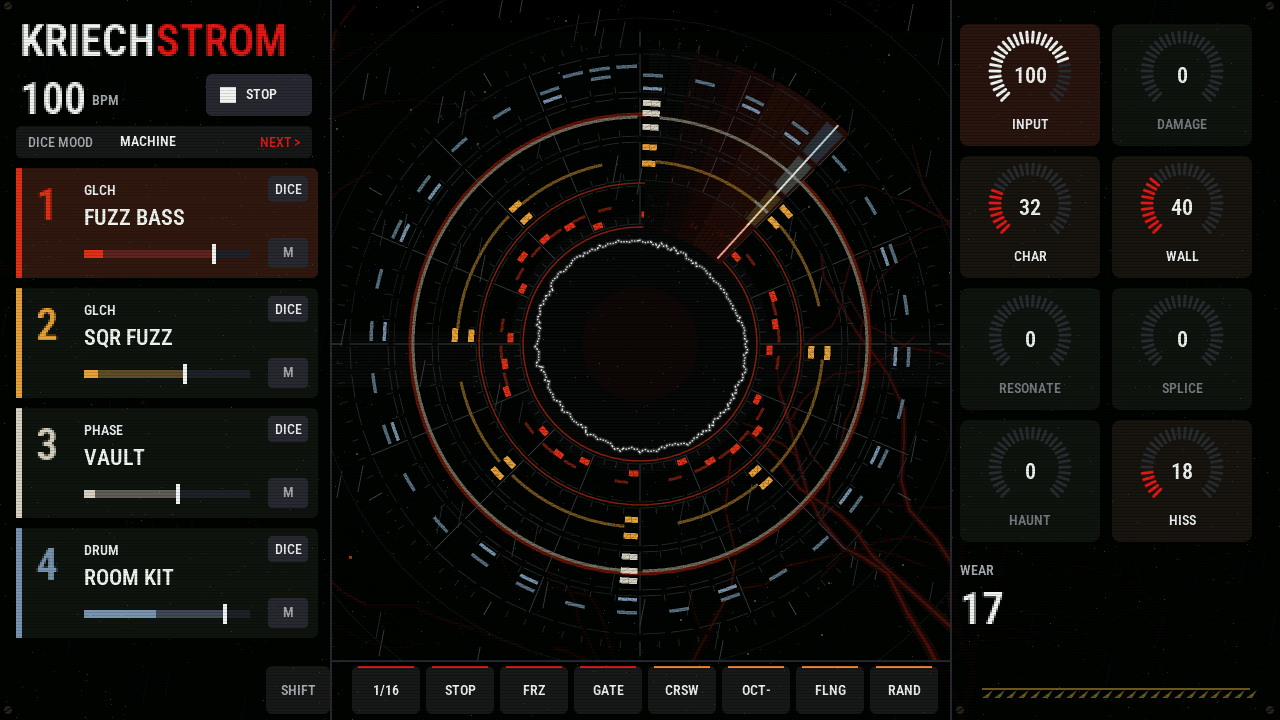 KRIECHSTROM
100 BPM
STOP
DICE MOOD MACHINE NEXT >
1 GLCH DICE
FUZZ BASS
M
2 GLCH DICE
SQR FUZZ
M
3 PHASE DICE
VAULT
M
4 DRUM DICE
ROOM KIT
M
SHIFT
1/16 STOP FRZ GATE CRSW OCT- FLNG RAND
100
INPUT
0
DAMAGE
32
CHAR
40
WALL
0
RESONATE
0
SPLICE
0
HAUNT
18
HISS
WEAR
17